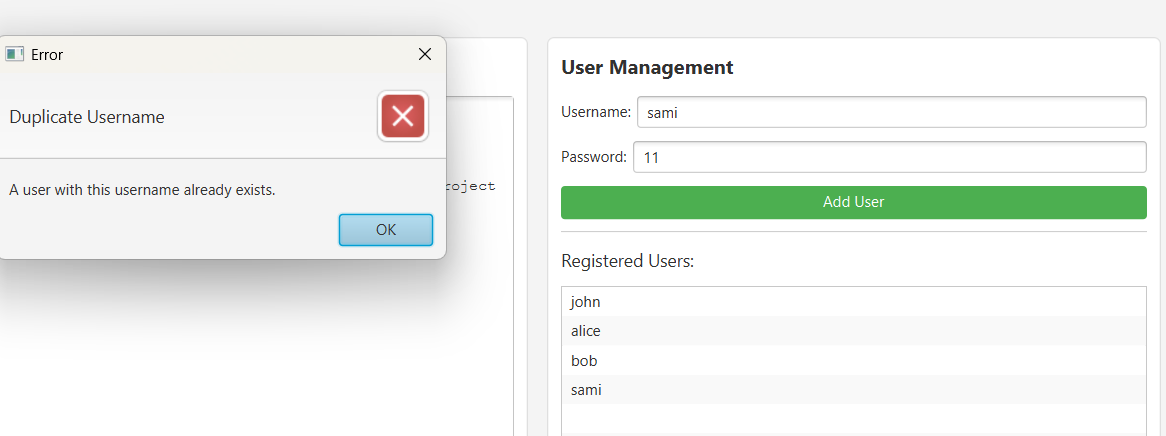 Error
Duplicate Username
A user with this username already exists.
OK
roject
User Management
Username: sami
Password: 11
Add User
Registered Users:
john
alice
bob
sami